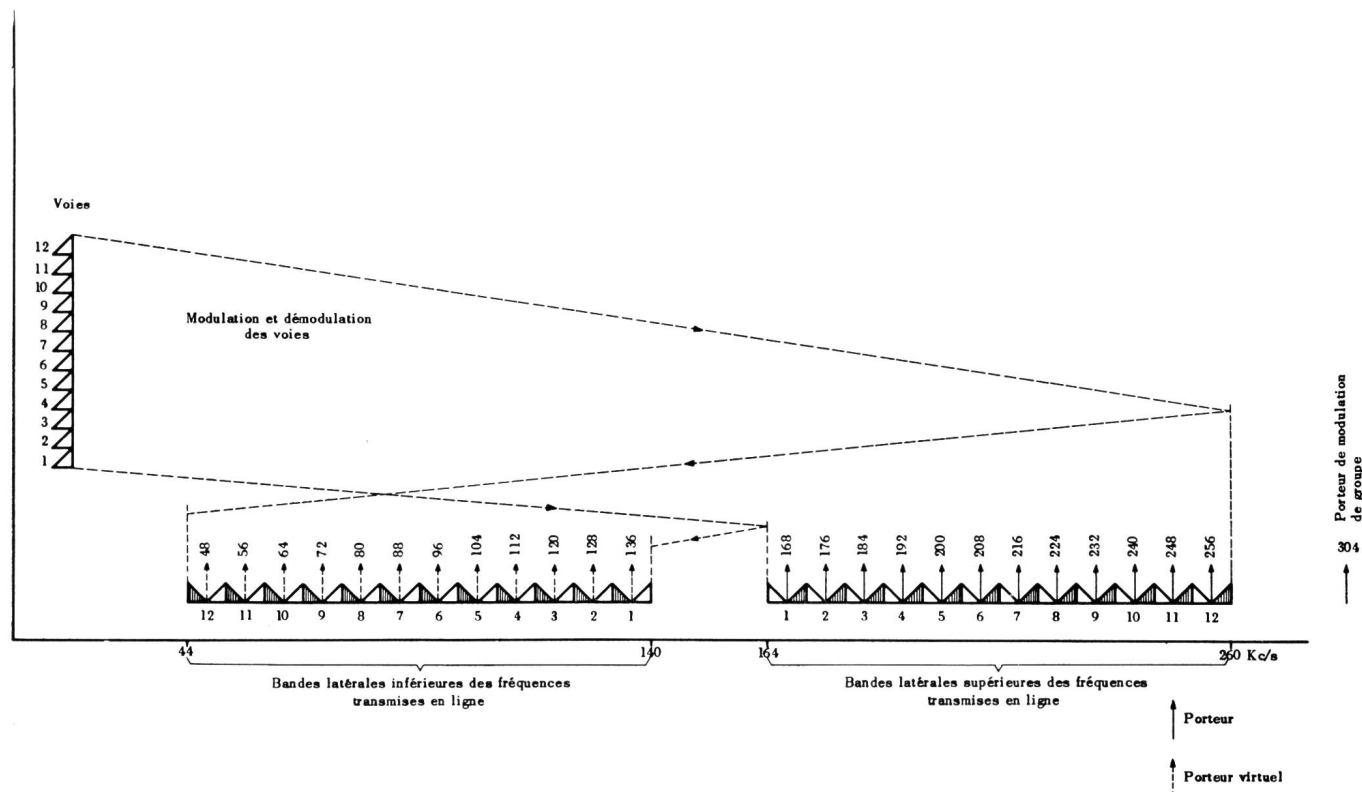 Voies
12
11
10
9
8
7
6
5
4
3
2
1
Modulation et démodulation
des voies
48 56 64 72 80 88 96 104 112 120 128 136
12 11 10 9 8 7 6 5 4 3 2 1
168 176 184 192 200 208 216 224 232 240 248 256
1 2 3 4 5 6 7 8 9 10 11 12
Porteur de modulation
de groupe
304
44 140 164 260 Kc/s
Bandes latérales inférieures des fréquences
transmises en ligne
Bandes latérales supérieures des fréquences
transmises en ligne
Porteur
Porteur virtuel